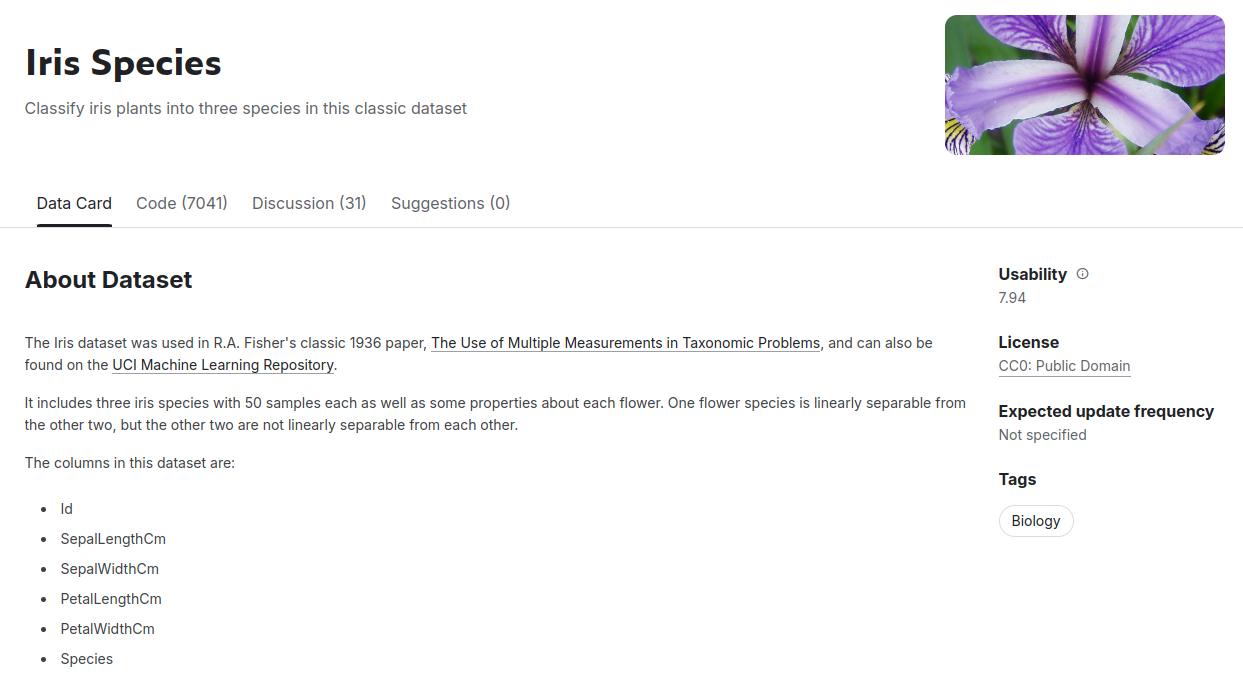 Iris Species
Classify iris plants into three species in this classic dataset
Data Card Code (7041) Discussion (31) Suggestions (0)
About Dataset
The Iris dataset was used in R.A. Fisher's classic 1936 paper, The Use of Multiple Measurements in Taxonomic Problems, and can also be
found on the UCI Machine Learning Repository.
It includes three iris species with 50 samples each as well as some properties about each flower. One flower species is linearly separable from
the other two, but the other two are not linearly separable from each other.
The columns in this dataset are:
Id
SepalLengthCm
SepalWidthCm
PetalLengthCm
PetalWidthCm
Species
Usability
7.94
License
CC0: Public Domain
Expected update frequency
Not specified
Tags
Biology